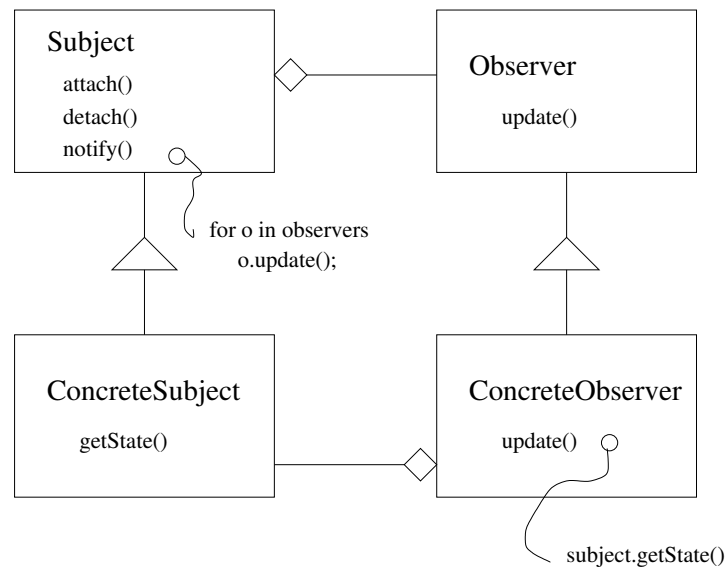 Subject
attach()
detach()
notify()
Observer
update()
for o in observers
o.update();
ConcreteSubject
getState()
ConcreteObserver
update()
subject.getState()